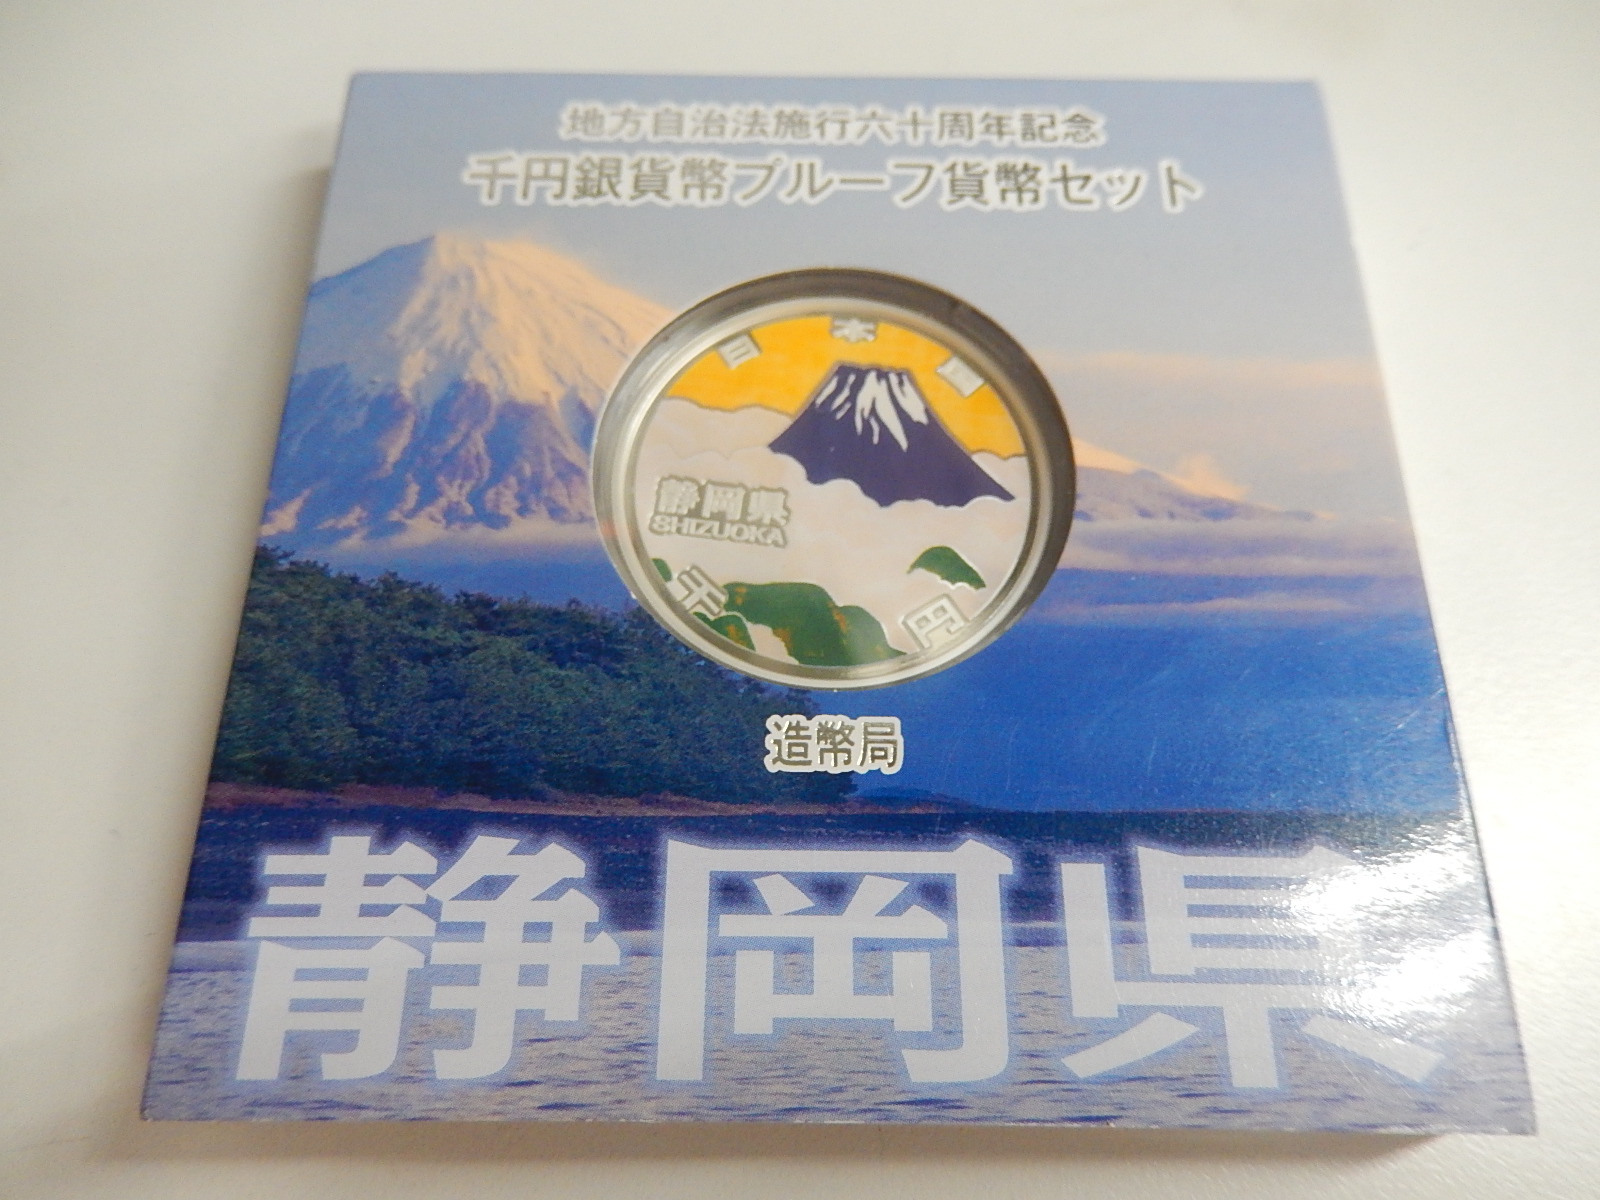 地方自治法施行六十周年記念
千円銀貨幣プルーフ貨幣セット
日本国
静岡県
SHIZUOKA
千円
造幣局
静岡県